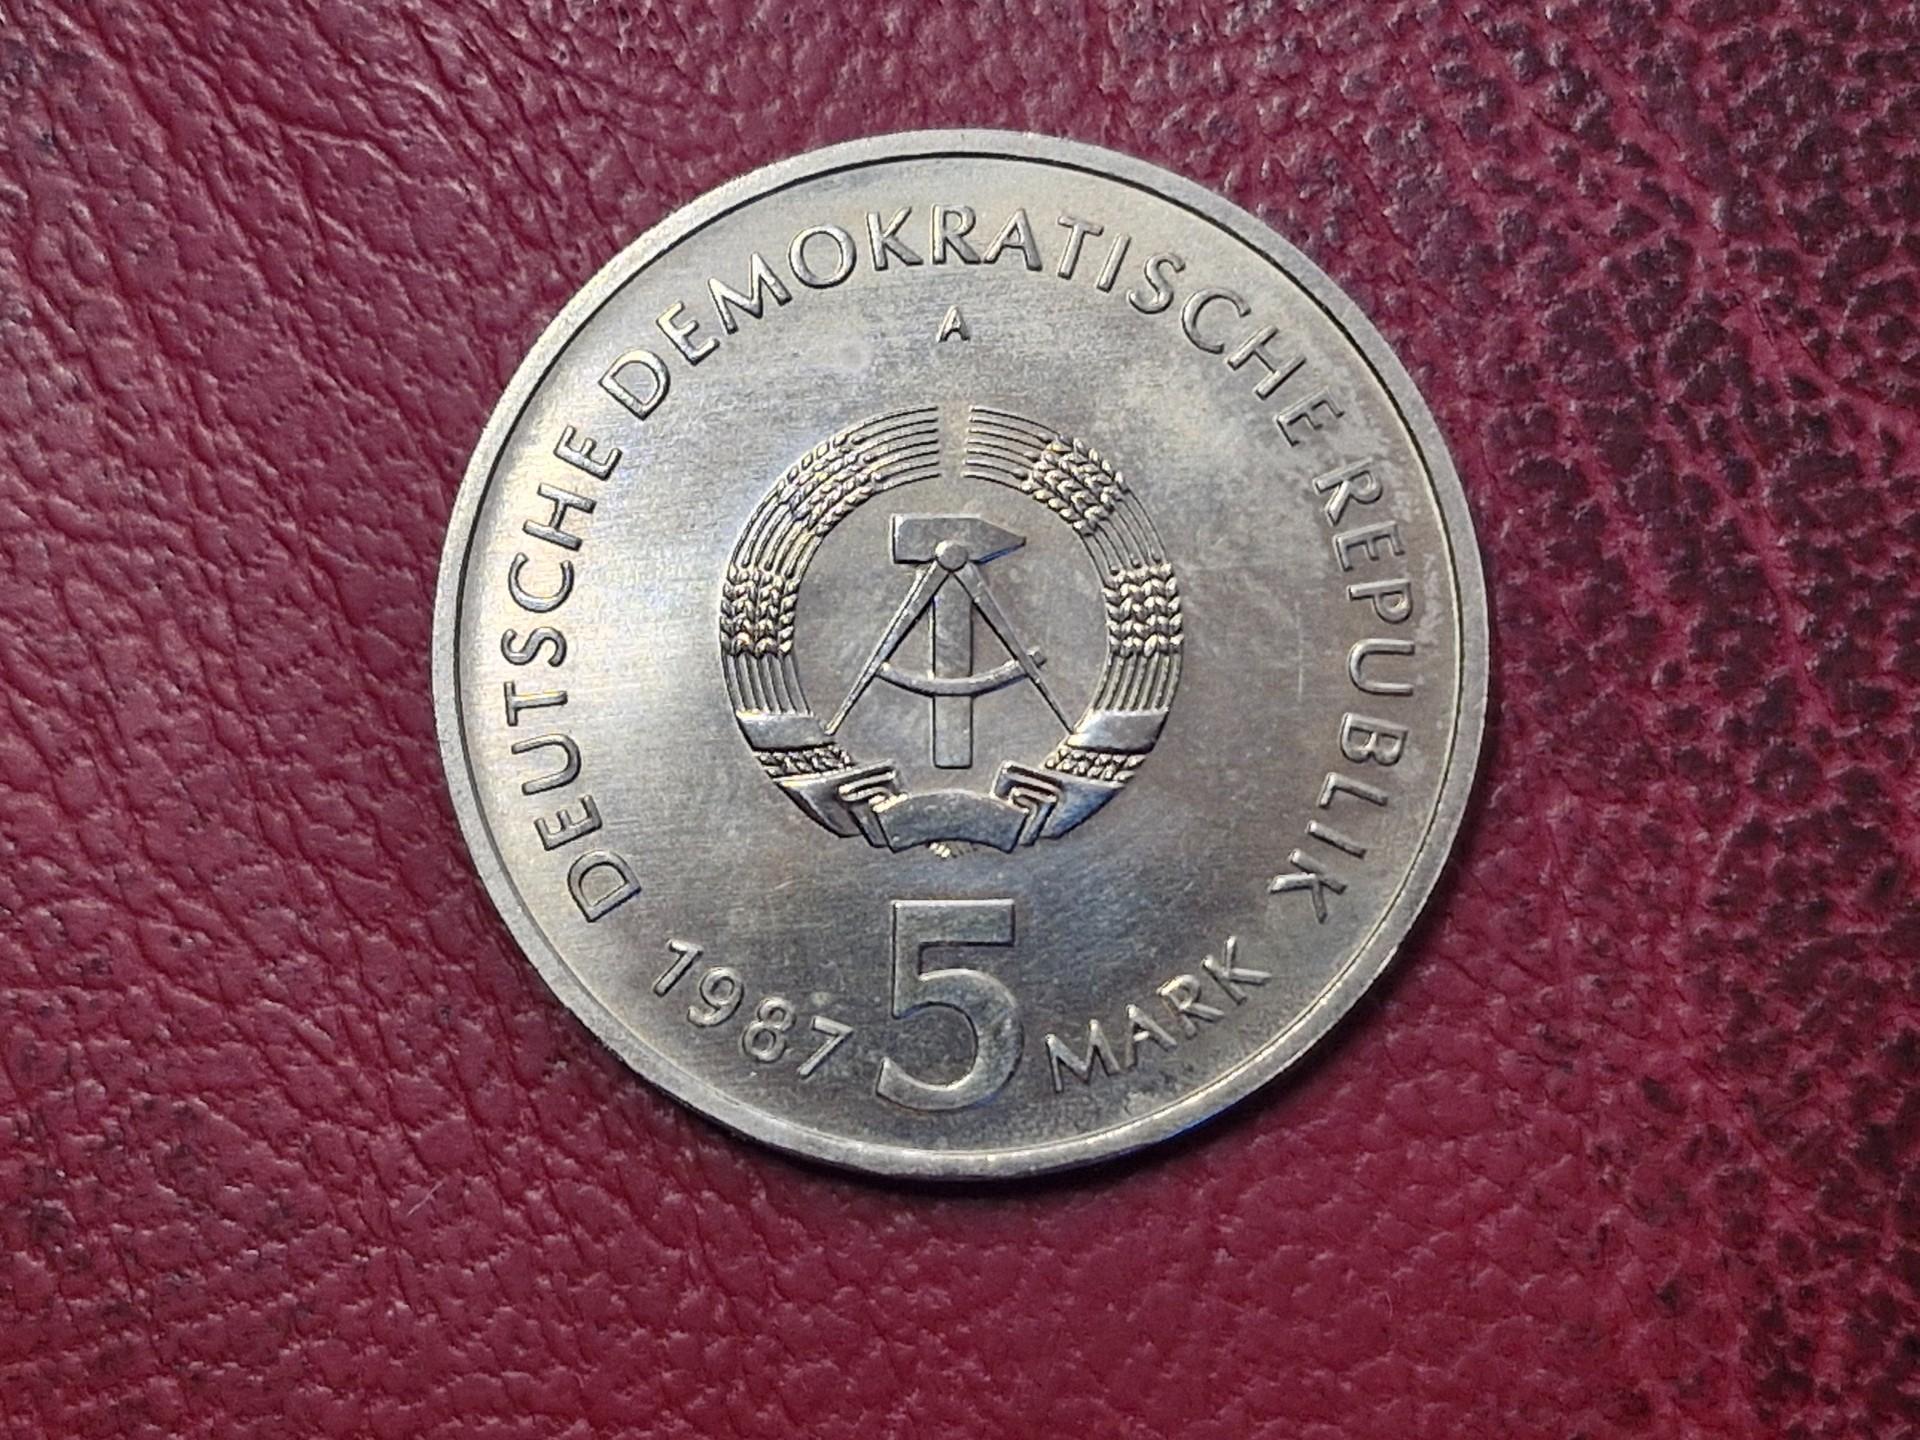 DEUTSCHE DEMOKRATISCHE REPUBLIK
A
1987 5 MARK